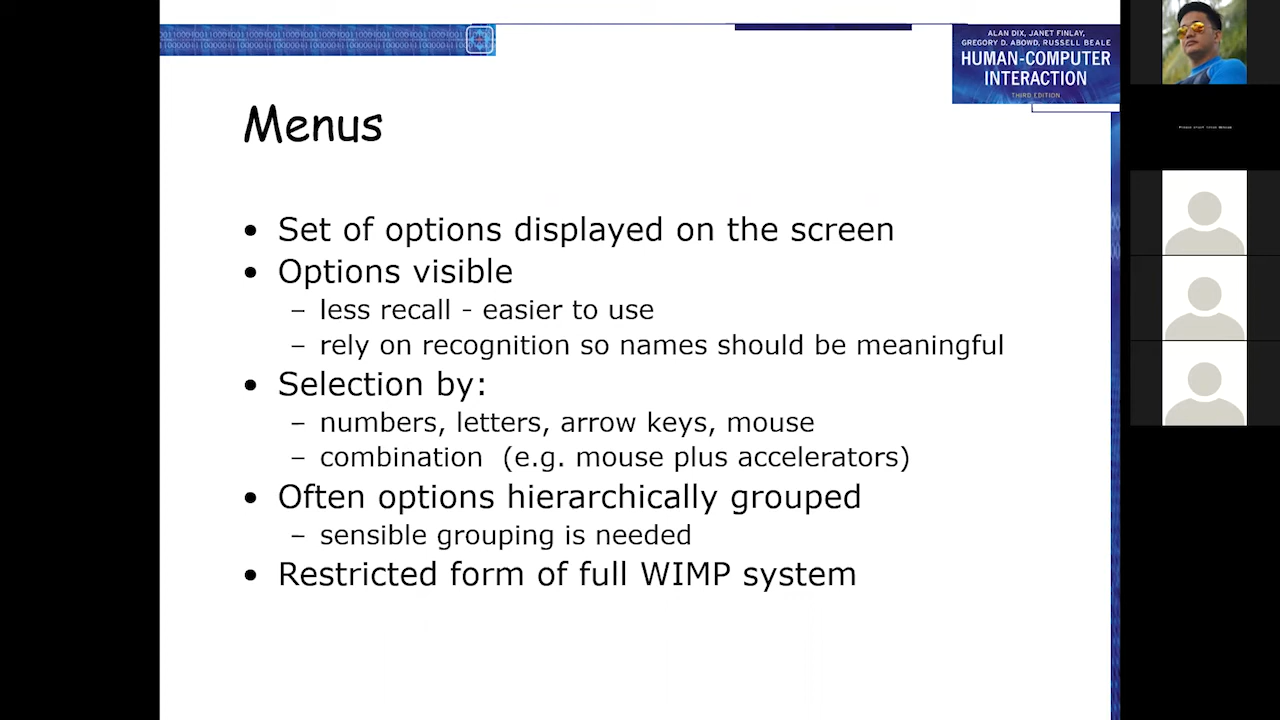 ALAN DIX, JANET FINLAY,
GREGORY D. ABOWD, RUSSELL BEALE
HUMAN-COMPUTER
INTERACTION
THIRD EDITION
Menus
• Set of options displayed on the screen
• Options visible
– less recall - easier to use
– rely on recognition so names should be meaningful
• Selection by:
– numbers, letters, arrow keys, mouse
– combination (e.g. mouse plus accelerators)
• Often options hierarchically grouped
– sensible grouping is needed
• Restricted form of full WIMP system